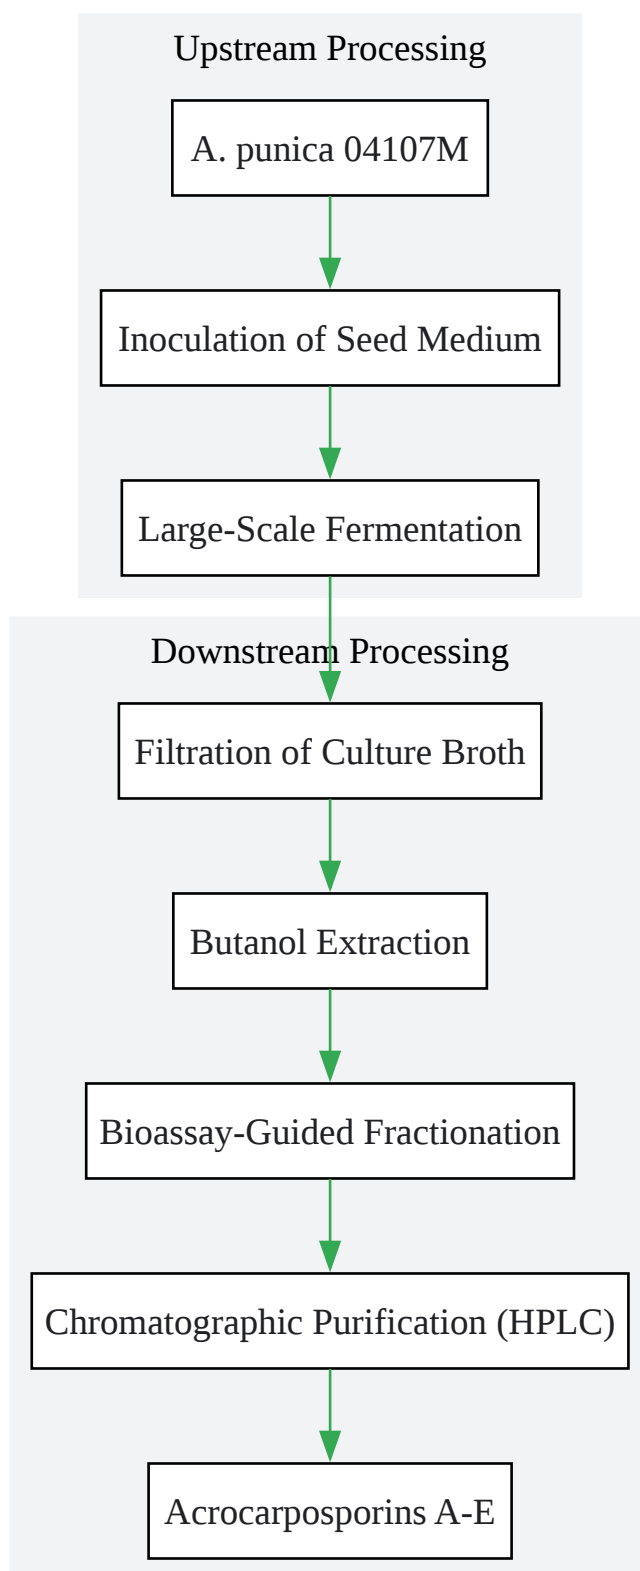 Upstream Processing
A. punica 04107M
Inoculation of Seed Medium
Large-Scale Fermentation
Downstream Processing
Filtration of Culture Broth
Butanol Extraction
Bioassay-Guided Fractionation
Chromatographic Purification (HPLC)
Acrocarposporins A-E